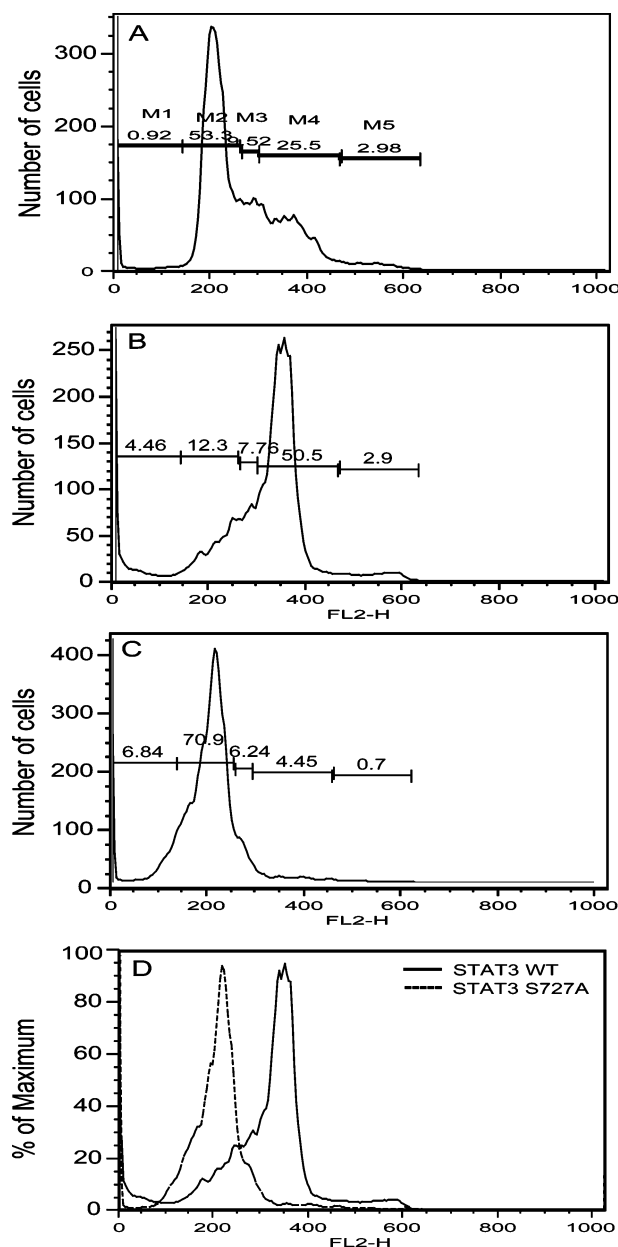 A
300
200
100
0
M1 M2 M3 M4 M5
0.92 53.3 9.52 25.5 2.98
Number of cells
0 200 400 600 800 1000
B
250
200
150
100
50
0
4.46 12.3 7.76 50.5 2.9
Number of cells
0 200 400 600 800 1000
FL2-H
C
400
300
200
100
0
6.84 70.9 6.24 4.45 0.7
Number of cells
0 200 400 600 800 1000
FL2-H
D
100
80
60
40
20
0
STAT3 WT
STAT3 S727A
% of Maximum
0 200 400 600 800 1000
FL2-H